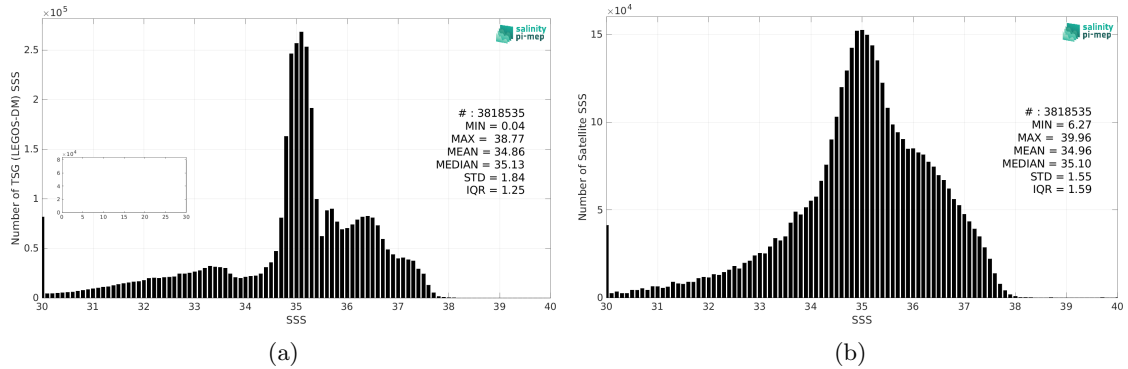 ×10^5
salinity
pi-mep
2.5
2
1.5
1
0.5
0
Number of TSG (LEGOS-DM) SSS
# : 3818535
MIN = 0.04
MAX = 38.77
MEAN = 34.86
MEDIAN = 35.13
STD = 1.84
IQR = 1.25
×10^4
8
6
4
2
0
0 5 10 15 20 25 30
30 31 32 33 34 35 36 37 38 39 40
SSS
(a)
×10^4
salinity
pi-mep
15
10
5
0
Number of Satellite SSS
# : 3818535
MIN = 6.27
MAX = 39.96
MEAN = 34.96
MEDIAN = 35.10
STD = 1.55
IQR = 1.59
30 31 32 33 34 35 36 37 38 39 40
SSS
(b)